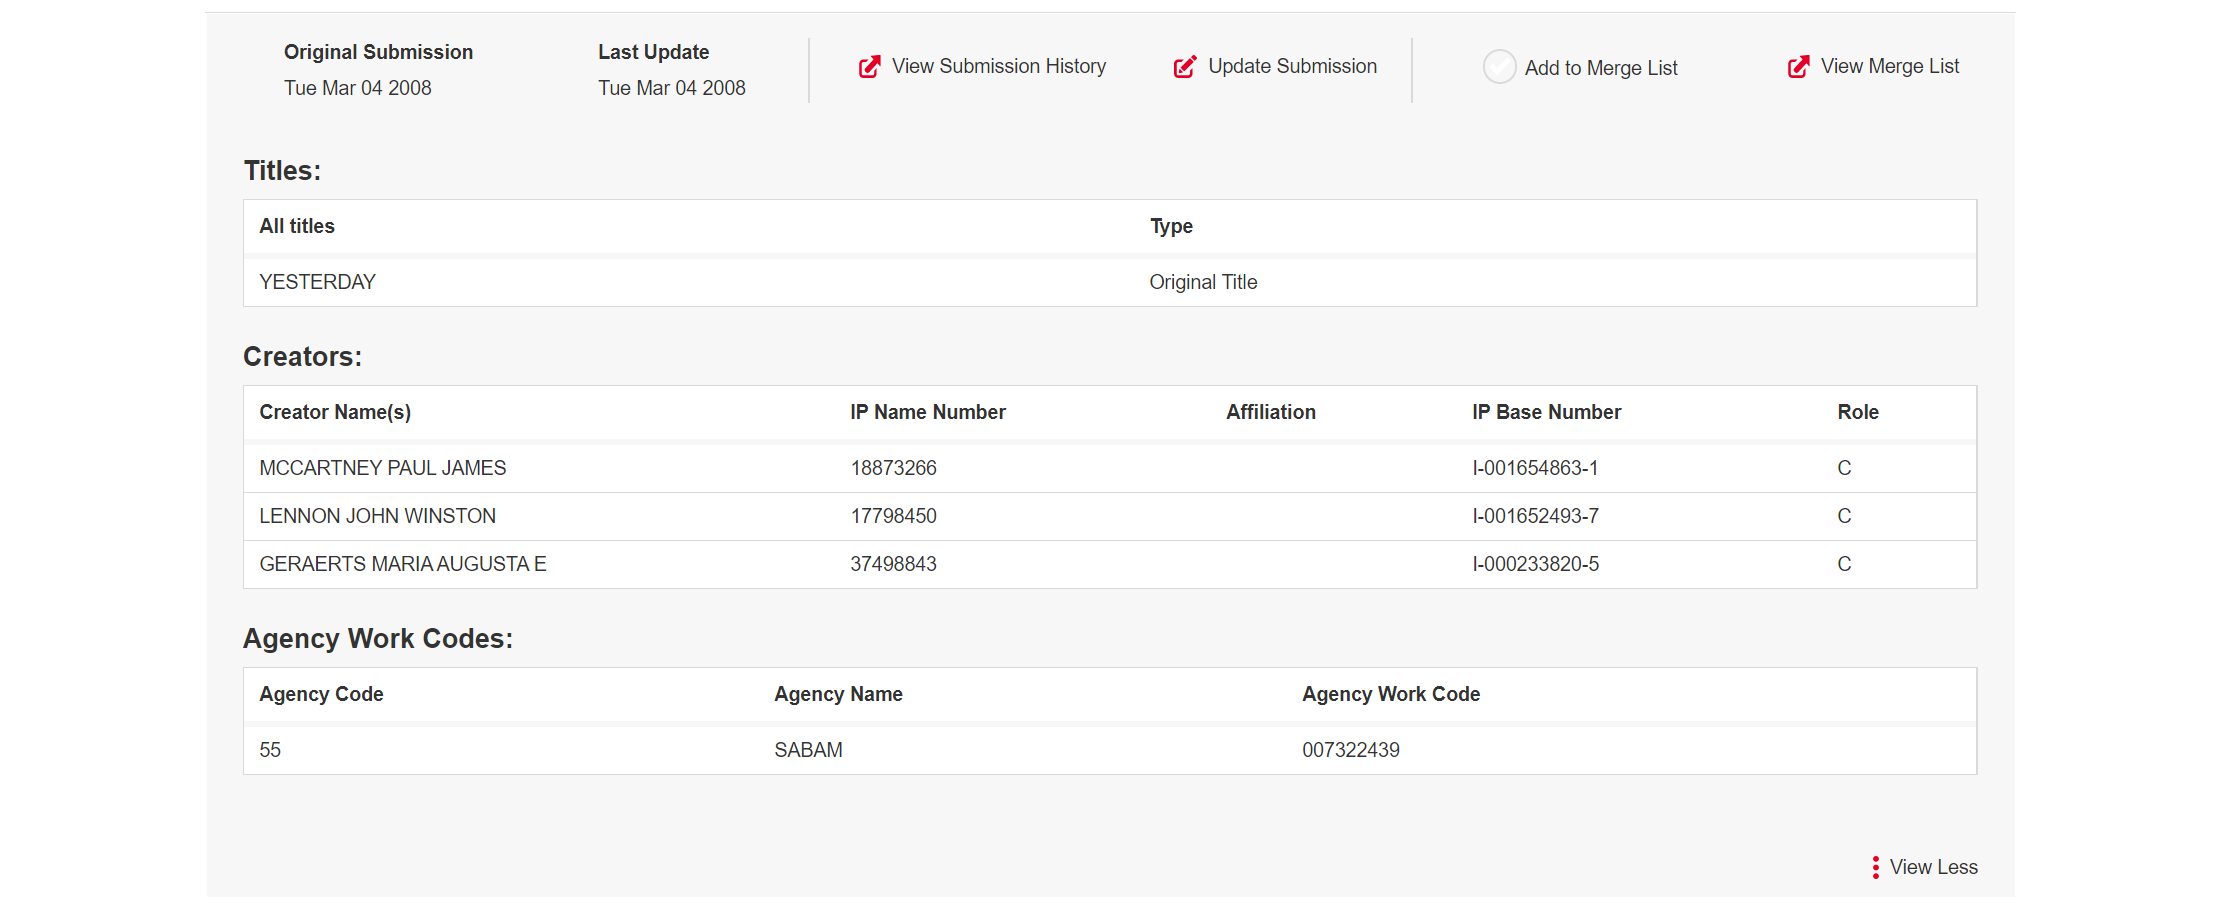 Original Submission
Last Update
Tue Mar 04 2008
Tue Mar 04 2008
View Submission History
Update Submission
Add to Merge List
View Merge List
Titles:
All titles Type
YESTERDAY Original Title
Creators:
Creator Name(s) IP Name Number Affiliation IP Base Number Role
MCCARTNEY PAUL JAMES 18873266 I-001654863-1 C
LENNON JOHN WINSTON 17798450 I-001652493-7 C
GERAERTS MARIA AUGUSTA E 37498843 I-000233820-5 C
Agency Work Codes:
Agency Code Agency Name Agency Work Code
55 SABAM 007322439
View Less